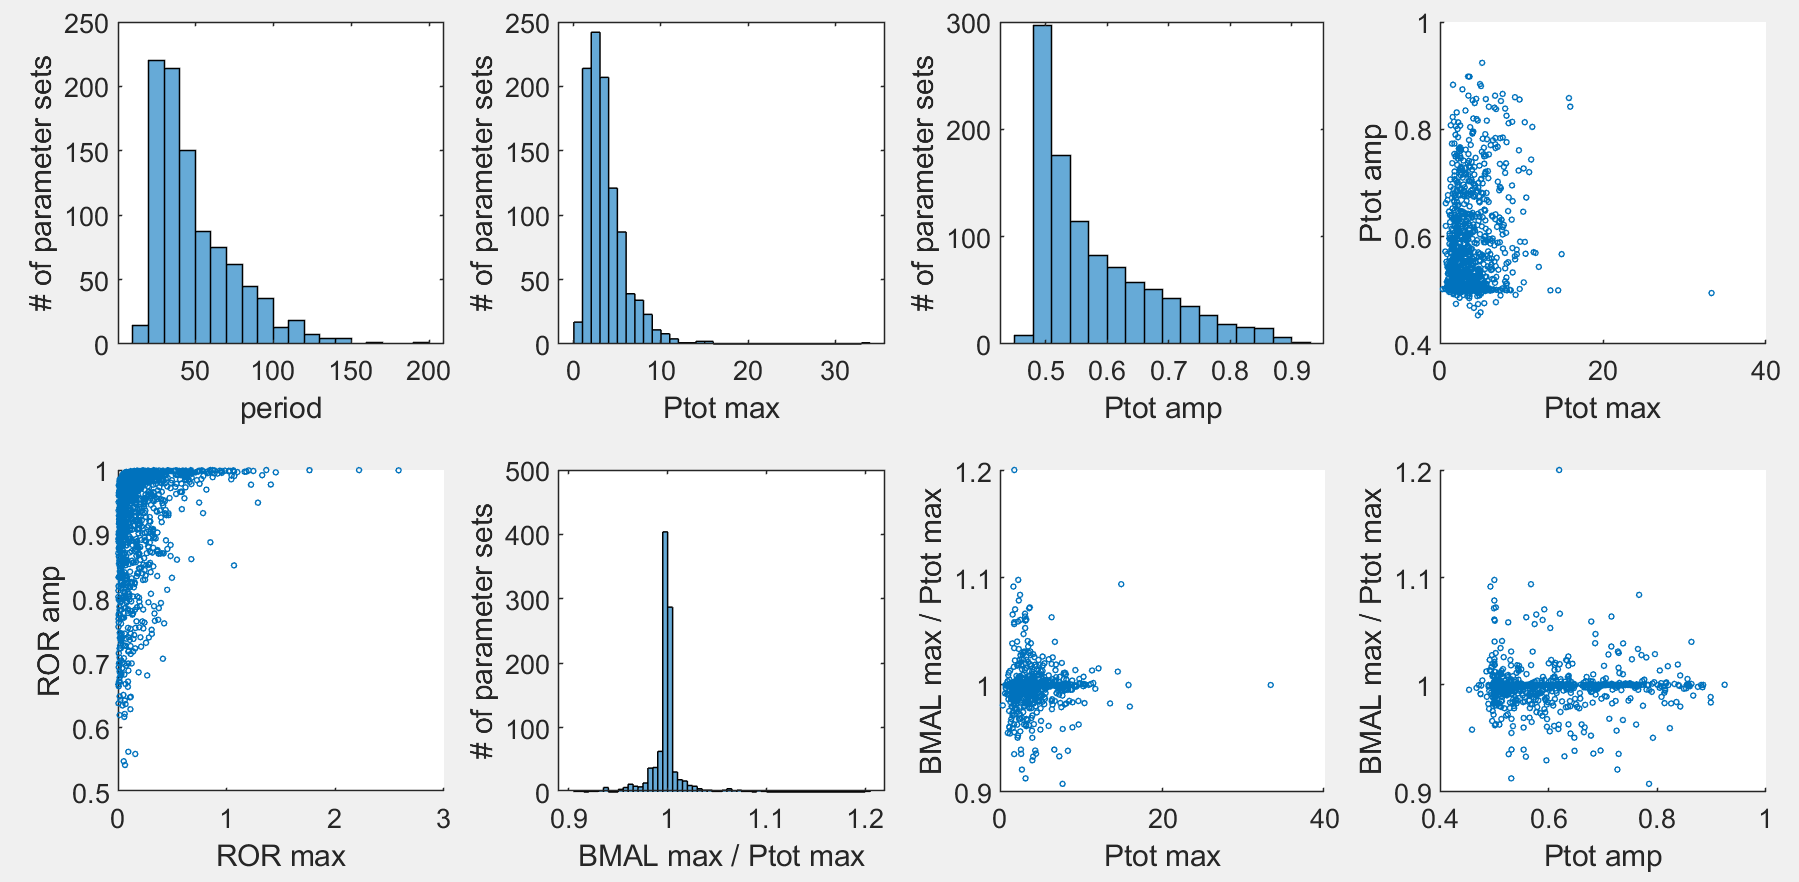 250
200
150
100
50
0
# of parameter sets
50 100 150 200
period
250
200
150
100
50
0
# of parameter sets
0 10 20 30
Ptot max
300
200
100
0
# of parameter sets
0.5 0.6 0.7 0.8 0.9
Ptot amp
1
0.8
0.6
0.4
Ptot amp
0 20 40
Ptot max
1
0.9
0.8
0.7
0.6
0.5
ROR amp
0 1 2 3
ROR max
500
400
300
200
100
0
# of parameter sets
0.9 1 1.1 1.2
BMAL max / Ptot max
1.2
1.1
1
0.9
BMAL max / Ptot max
0 20 40
Ptot max
1.2
1.1
1
0.9
BMAL max / Ptot max
0.4 0.6 0.8 1
Ptot amp